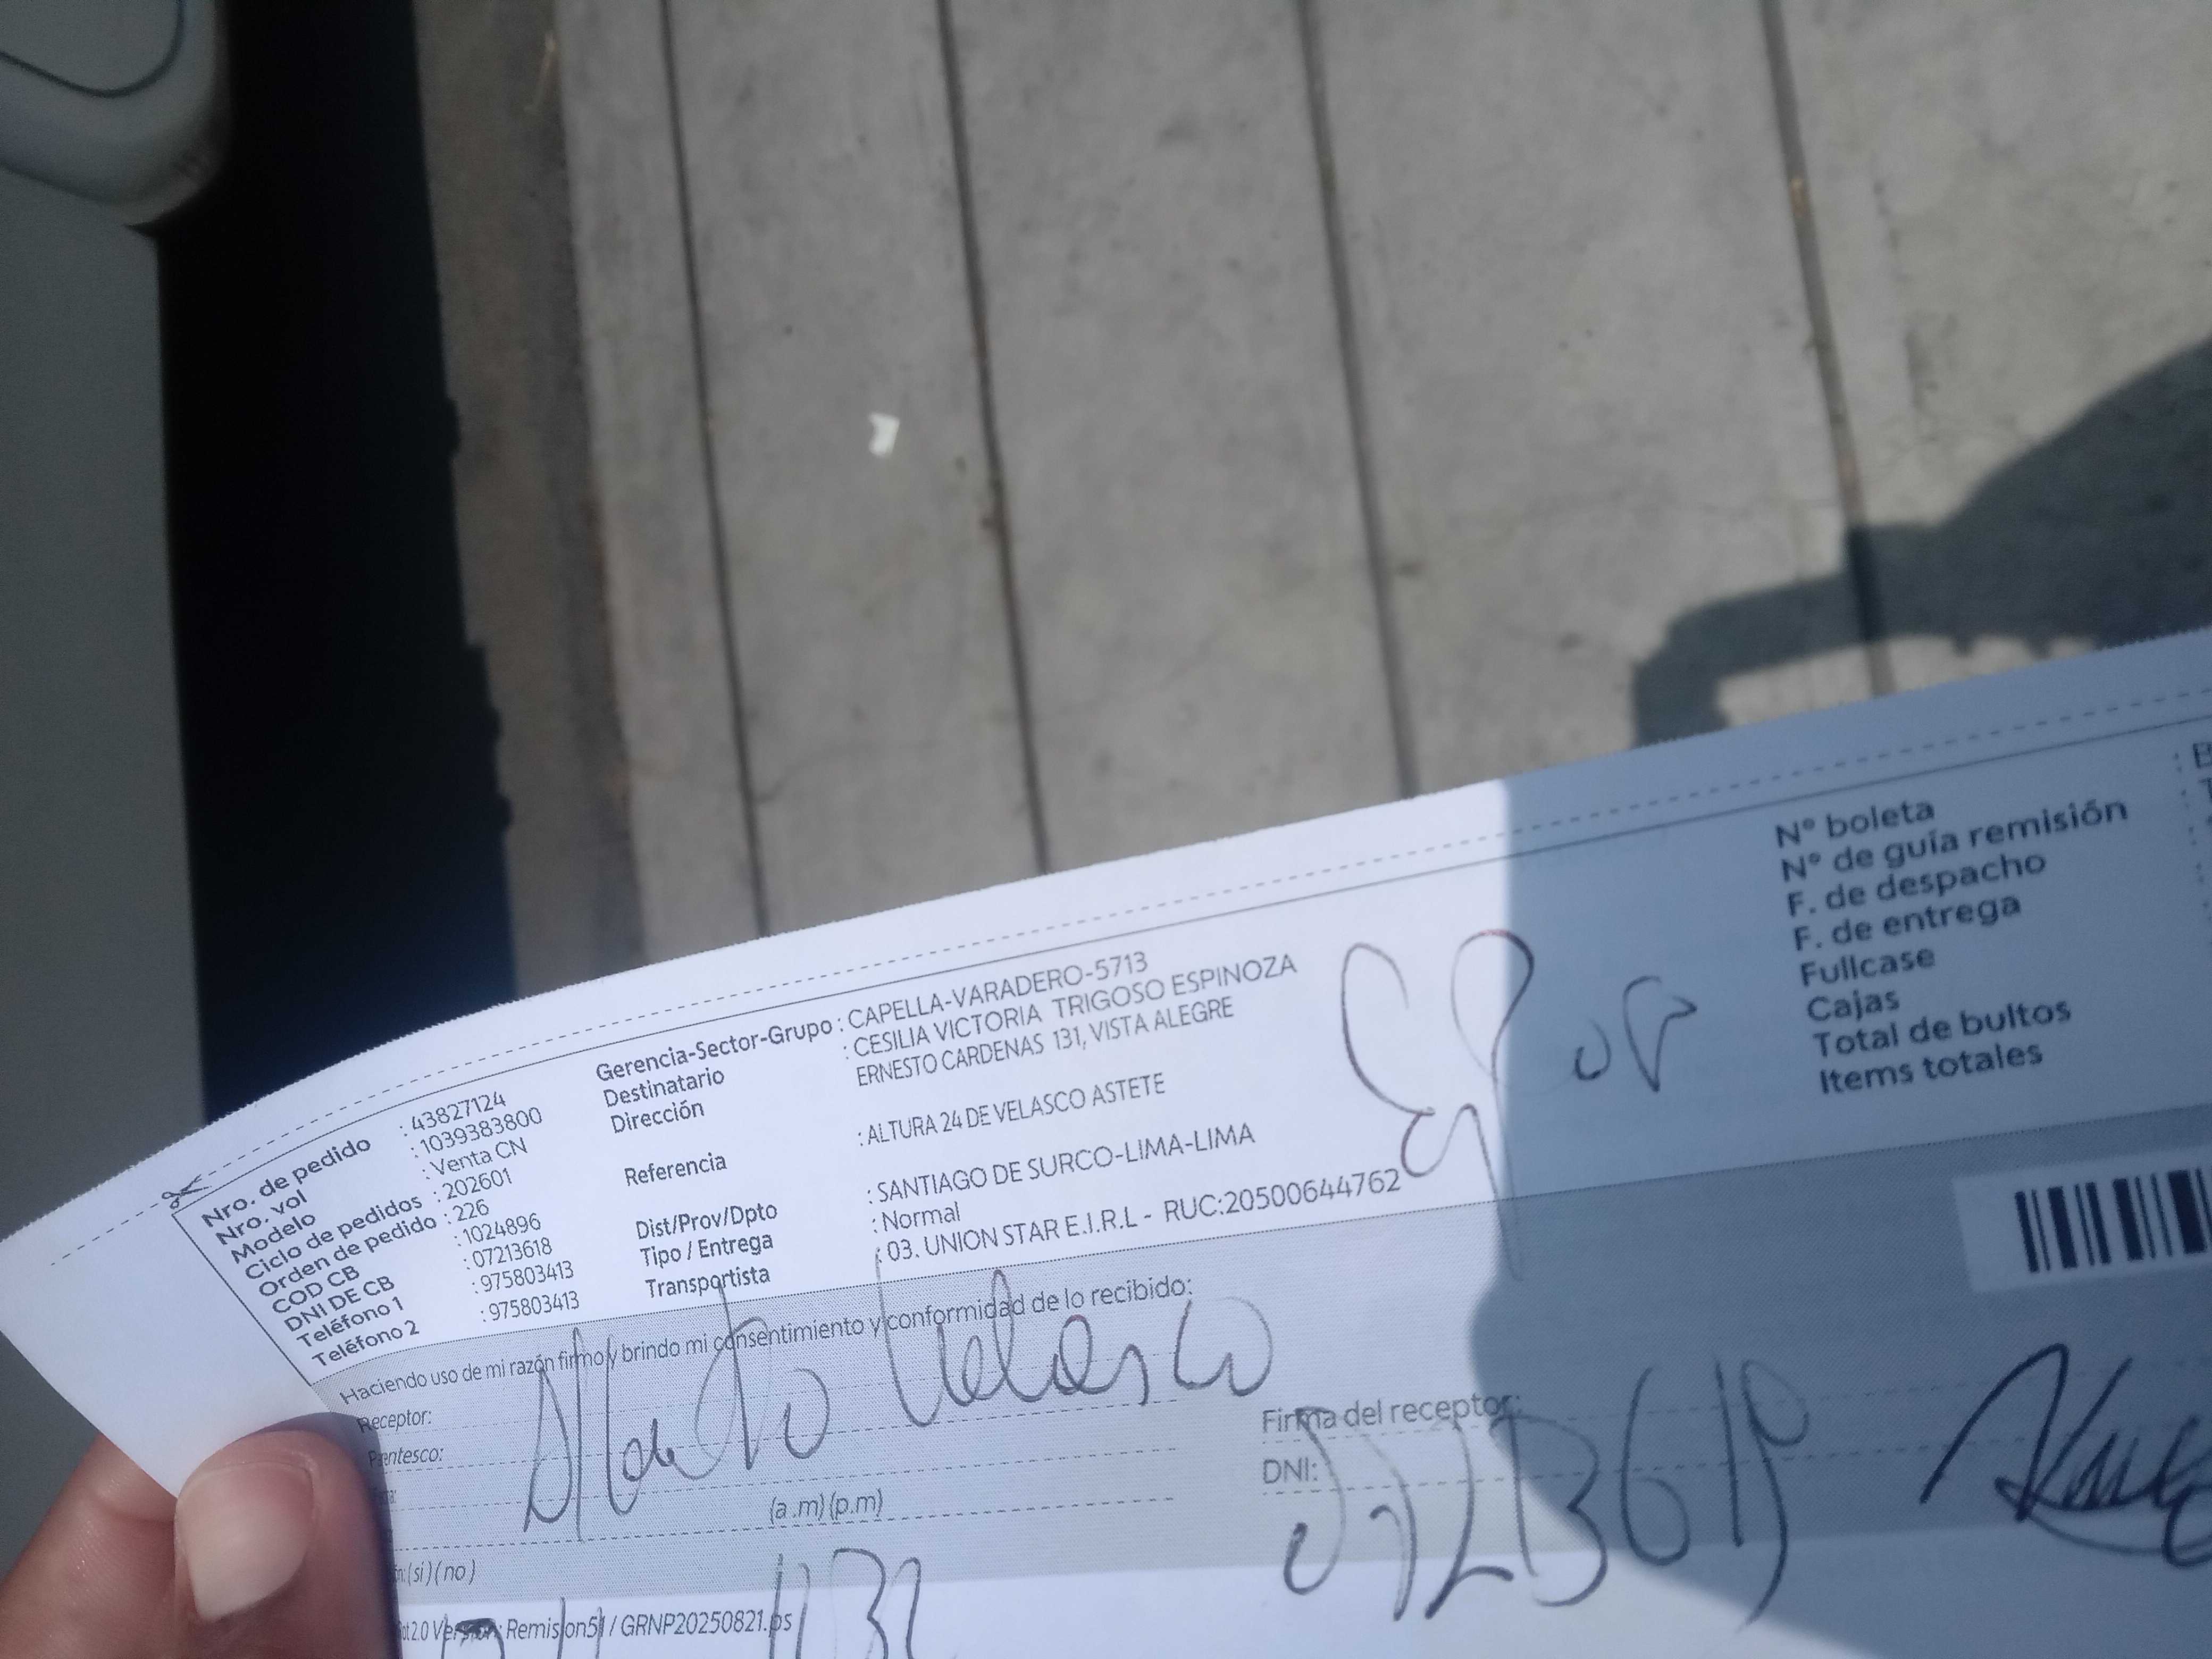 Nro. de pedido : 43827124
Nro. vol : 1039383800
Modelo : Venta CN
Ciclo de pedidos : 202601
Orden de pedido : 226
COD CB : 1024896
DNI DE CB : 07213618
Teléfono 1 : 975803413
Teléfono 2 : 975803413
Gerencia-Sector-Grupo : CAPELLA-VARADERO-5713
Destinatario : CESILIA VICTORIA TRIGOSO ESPINOZA
Dirección ERNESTO CARDENAS 131, VISTA ALEGRE
Referencia : ALTURA 24 DE VELASCO ASTETE
Dist/Prov/Dpto : SANTIAGO DE SURCO-LIMA-LIMA
Tipo / Entrega : Normal
Transportista : 03. UNION STAR E.I.R.L - RUC:20500644762
N° boleta
N° de guía remisión
F. de despacho
F. de entrega
Fullcase
Cajas
Total de bultos
Items totales
Haciendo uso de mi razón firmo y brindo mi consentimiento y conformidad de lo recibido:
Receptor:
Velasco
Firma del receptor:
DNI:
(a.m) (p.m)
(si) (no)
Remision51 / GRNP20250821.ps
1132